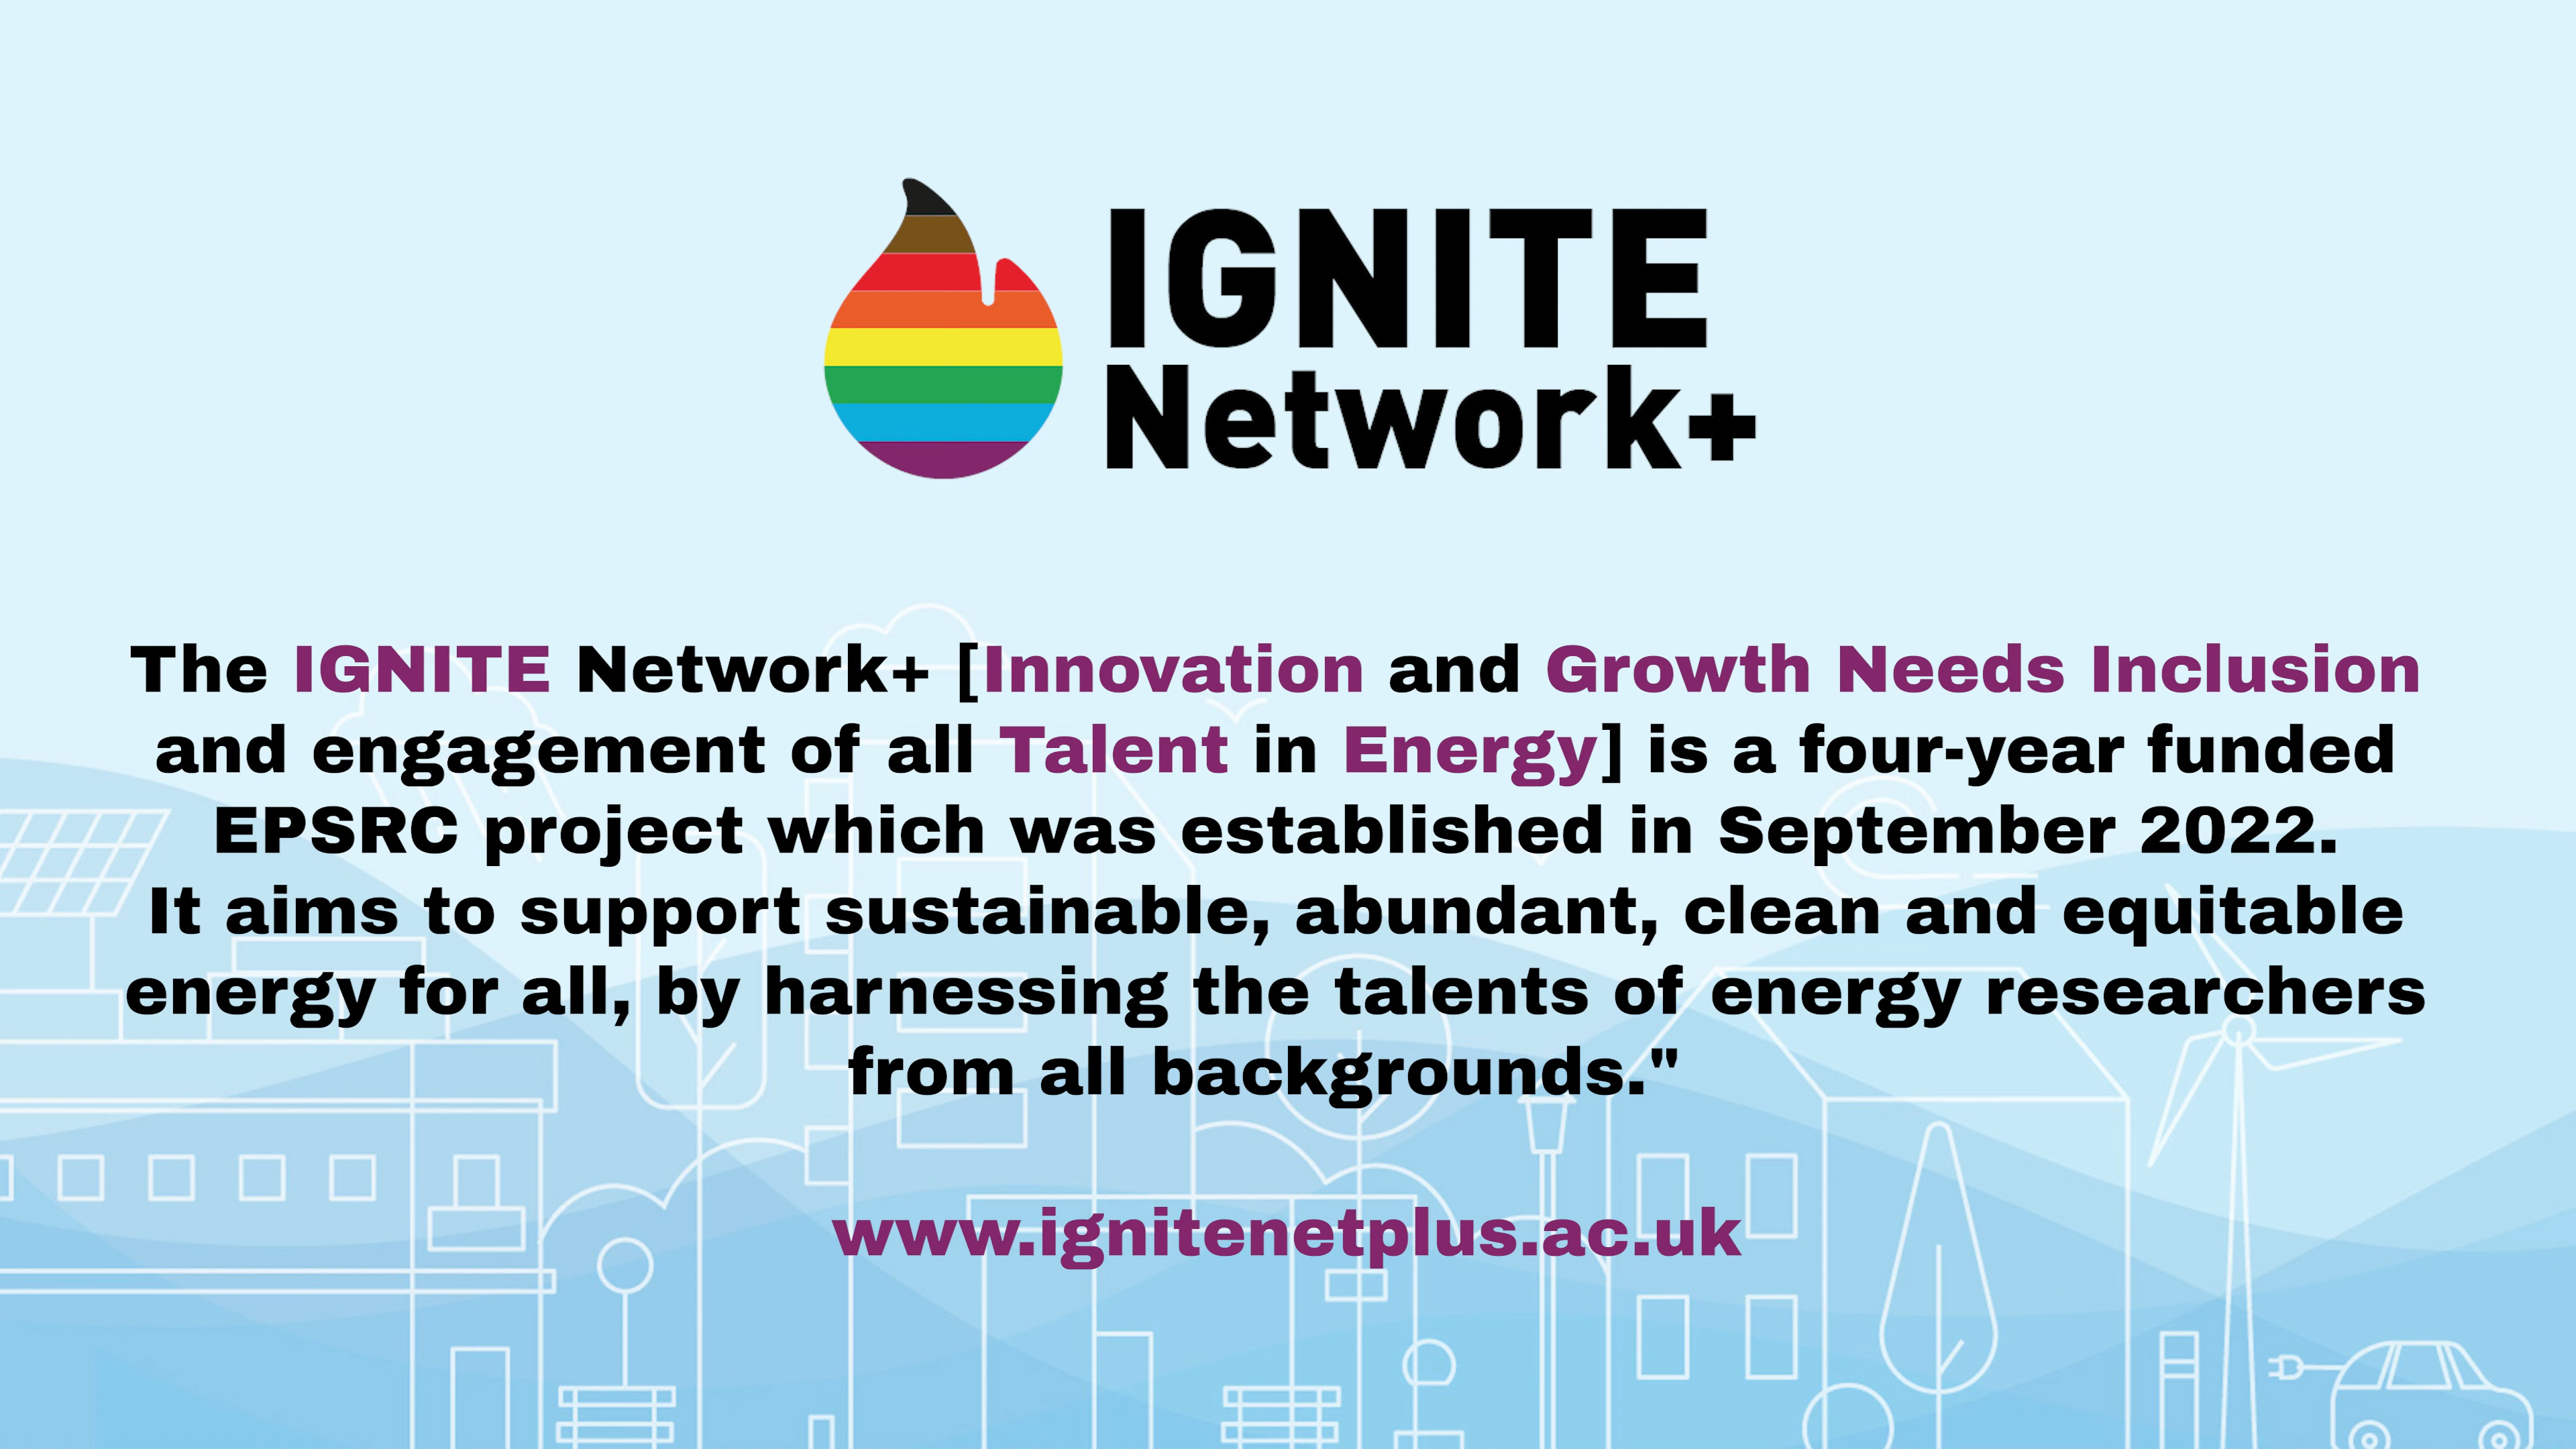 IGNITE
Network+
The IGNITE Network+ [Innovation and Growth Needs Inclusion
and engagement of all Talent in Energy] is a four-year funded
EPSRC project which was established in September 2022.
It aims to support sustainable, abundant, clean and equitable
energy for all, by harnessing the talents of energy researchers
from all backgrounds."
www.ignitenetplus.ac.uk